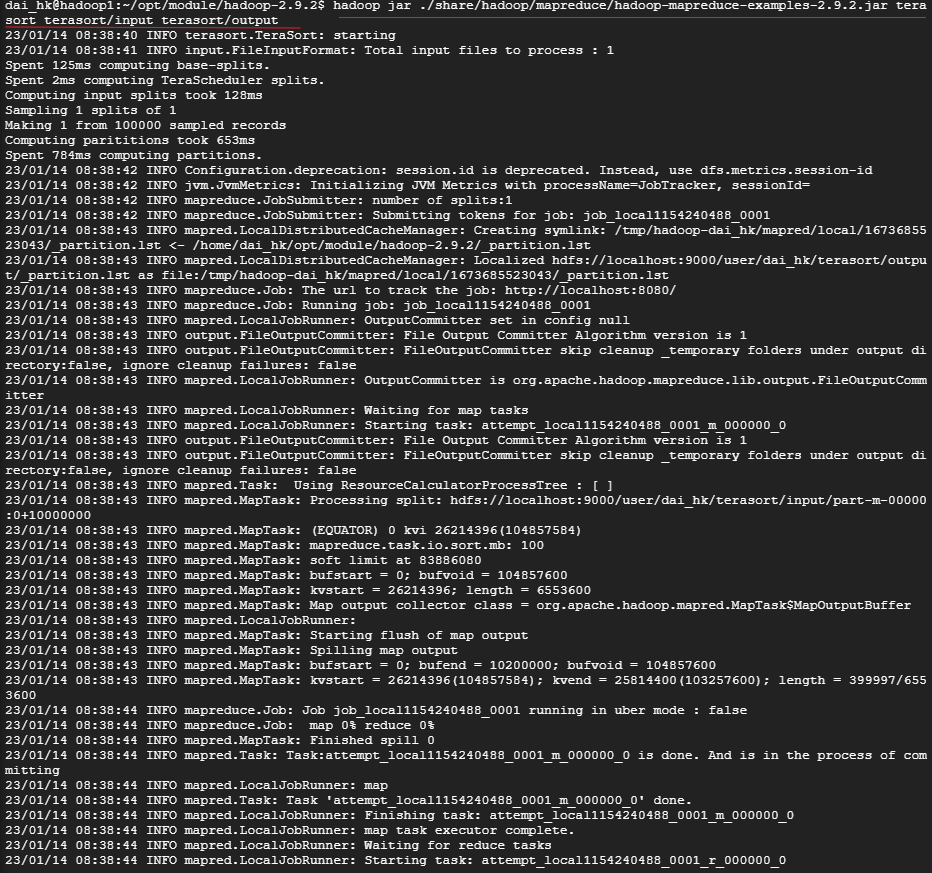 dai_hk@hadoop1:~/opt/module/hadoop-2.9.2$ hadoop jar ./share/hadoop/mapreduce/hadoop-mapreduce-examples-2.9.2.jar tera
sort terasort/input terasort/output
23/01/14 08:38:40 INFO terasort.TeraSort: starting
23/01/14 08:38:41 INFO input.FileInputFormat: Total input files to process : 1
Spent 125ms computing base-splits.
Spent 2ms computing TeraScheduler splits.
Computing input splits took 128ms
Sampling 1 splits of 1
Making 1 from 100000 sampled records
Computing parititions took 653ms
Spent 784ms computing partitions.
23/01/14 08:38:42 INFO Configuration.deprecation: session.id is deprecated. Instead, use dfs.metrics.session-id
23/01/14 08:38:42 INFO jvm.JvmMetrics: Initializing JVM Metrics with processName=JobTracker, sessionId=
23/01/14 08:38:42 INFO mapreduce.JobSubmitter: number of splits:1
23/01/14 08:38:42 INFO mapreduce.JobSubmitter: Submitting tokens for job: job_local1154240488_0001
23/01/14 08:38:43 INFO mapred.LocalDistributedCacheManager: Creating symlink: /tmp/hadoop-dai_hk/mapred/local/16736855
23043/_partition.lst <- /home/dai_hk/opt/module/hadoop-2.9.2/_partition.lst
23/01/14 08:38:43 INFO mapred.LocalDistributedCacheManager: Localized hdfs://localhost:9000/user/dai_hk/terasort/outpu
t/_partition.lst as file:/tmp/hadoop-dai_hk/mapred/local/1673685523043/_partition.lst
23/01/14 08:38:43 INFO mapreduce.Job: The url to track the job: http://localhost:8080/
23/01/14 08:38:43 INFO mapreduce.Job: Running job: job_local1154240488_0001
23/01/14 08:38:43 INFO mapred.LocalJobRunner: OutputCommitter set in config null
23/01/14 08:38:43 INFO output.FileOutputCommitter: File Output Committer Algorithm version is 1
23/01/14 08:38:43 INFO output.FileOutputCommitter: FileOutputCommitter skip cleanup _temporary folders under output di
rectory:false, ignore cleanup failures: false
23/01/14 08:38:43 INFO mapred.LocalJobRunner: OutputCommitter is org.apache.hadoop.mapreduce.lib.output.FileOutputComm
itter
23/01/14 08:38:43 INFO mapred.LocalJobRunner: Waiting for map tasks
23/01/14 08:38:43 INFO mapred.LocalJobRunner: Starting task: attempt_local1154240488_0001_m_000000_0
23/01/14 08:38:43 INFO output.FileOutputCommitter: File Output Committer Algorithm version is 1
23/01/14 08:38:43 INFO output.FileOutputCommitter: FileOutputCommitter skip cleanup _temporary folders under output di
rectory:false, ignore cleanup failures: false
23/01/14 08:38:43 INFO mapred.Task:  Using ResourceCalculatorProcessTree : [ ]
23/01/14 08:38:43 INFO mapred.MapTask: Processing split: hdfs://localhost:9000/user/dai_hk/terasort/input/part-m-00000
:0+10000000
23/01/14 08:38:43 INFO mapred.MapTask: (EQUATOR) 0 kvi 26214396(104857584)
23/01/14 08:38:43 INFO mapred.MapTask: mapreduce.task.io.sort.mb: 100
23/01/14 08:38:43 INFO mapred.MapTask: soft limit at 83886080
23/01/14 08:38:43 INFO mapred.MapTask: bufstart = 0; bufvoid = 104857600
23/01/14 08:38:43 INFO mapred.MapTask: kvstart = 26214396; length = 6553600
23/01/14 08:38:43 INFO mapred.MapTask: Map output collector class = org.apache.hadoop.mapred.MapTask$MapOutputBuffer
23/01/14 08:38:43 INFO mapred.LocalJobRunner:
23/01/14 08:38:43 INFO mapred.MapTask: Starting flush of map output
23/01/14 08:38:43 INFO mapred.MapTask: Spilling map output
23/01/14 08:38:43 INFO mapred.MapTask: bufstart = 0; bufend = 10200000; bufvoid = 104857600
23/01/14 08:38:43 INFO mapred.MapTask: kvstart = 26214396(104857584); kvend = 25814400(103257600); length = 399997/655
3600
23/01/14 08:38:44 INFO mapreduce.Job: Job job_local1154240488_0001 running in uber mode : false
23/01/14 08:38:44 INFO mapreduce.Job:  map 0% reduce 0%
23/01/14 08:38:44 INFO mapred.MapTask: Finished spill 0
23/01/14 08:38:44 INFO mapred.Task: Task:attempt_local1154240488_0001_m_000000_0 is done. And is in the process of com
mitting
23/01/14 08:38:44 INFO mapred.LocalJobRunner: map
23/01/14 08:38:44 INFO mapred.Task: Task 'attempt_local1154240488_0001_m_000000_0' done.
23/01/14 08:38:44 INFO mapred.LocalJobRunner: Finishing task: attempt_local1154240488_0001_m_000000_0
23/01/14 08:38:44 INFO mapred.LocalJobRunner: map task executor complete.
23/01/14 08:38:44 INFO mapred.LocalJobRunner: Waiting for reduce tasks
23/01/14 08:38:44 INFO mapred.LocalJobRunner: Starting task: attempt_local1154240488_0001_r_000000_0